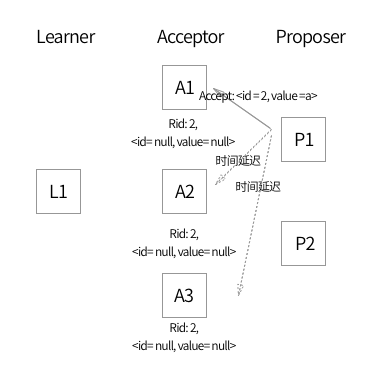 Learner Acceptor Proposer
A1
Accept: <id = 2, value =a>
Rid: 2,
<id= null, value= null>
P1
时间延迟
L1
A2
时间延迟
Rid: 2,
<id= null, value= null>
P2
A3
Rid: 2,
<id= null, value= null>